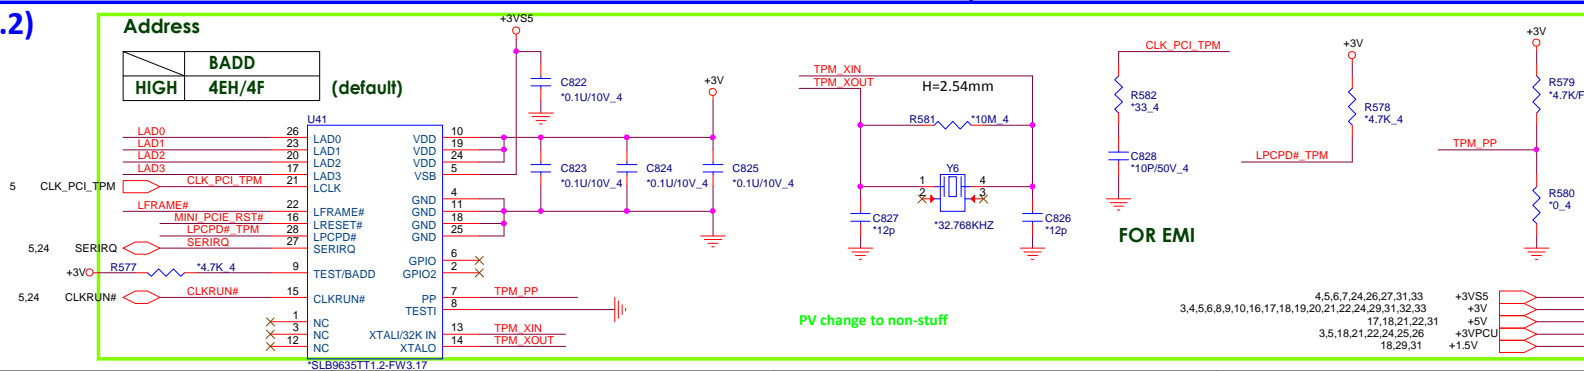 .2)
Address
BADD
HIGH 4EH/4F (default)
+3VS5
C822
*0.1U/10V_4
+3V
U41
LAD0 26 LAD0 VDD 10
LAD1 23 LAD1 VDD 19
LAD2 20 LAD2 VDD 24
LAD3 17 LAD3 VSB 5
5 CLK_PCI_TPM CLK_PCI_TPM 21 LCLK
GND 4
LFRAME# 22 LFRAME# GND 11
MINI_PCIE_RST# 16 LRESET# GND 18
LPCPD#_TPM 28 LPCPD# GND 25
5,24 SERIRQ SERIRQ 27 SERIRQ
GPIO 6
+3V R577 *4.7K_4 9 TEST/BADD GPIO2 2
5,24 CLKRUN# CLKRUN# 15 CLKRUN# PP 7 TPM_PP
TESTI 8
1 NC
3 NC XTALI/32K IN 13 TPM_XIN
12 NC XTALO 14 TPM_XOUT
*SLB9635TT1.2-FW3.17
C823
*0.1U/10V_4
C824
*0.1U/10V_4
C825
*0.1U/10V_4
TPM_XIN
TPM_XOUT
H=2.54mm
R581 *10M_4
Y6
1 4
2 3
*32.768KHZ
C827
*12p
C826
*12p
PV change to non-stuff
CLK_PCI_TPM
R582
*33_4
C828
*10P/50V_4
FOR EMI
+3V
R578
*4.7K_4
LPCPD#_TPM
+3V
R579
*4.7K/F
TPM_PP
R580
*0_4
4,5,6,7,24,26,27,31,33 +3VS5
3,4,5,6,8,9,10,16,17,18,19,20,21,22,24,29,31,32,33 +3V
17,18,21,22,31 +5V
3,5,18,21,22,24,25,26 +3VPCU
18,29,31 +1.5V